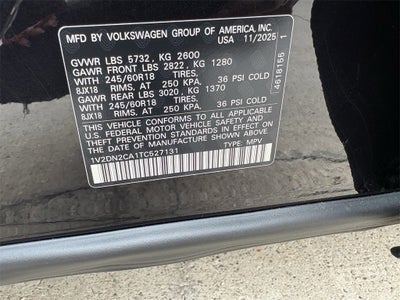 MFD BY VOLKSWAGEN GROUP OF AMERICA, INC.
USA 11/2025
GVWR LBS 5732, KG 2600
GAWR FRONT LBS 2822, KG 1280
WITH 245/60R18 TIRES,
8JX18 RIMS, AT 250 KPA. 36 PSI COLD
GAWR REAR LBS 3020, KG 1370
WITH 245/60R18 TIRES,
8JX18 RIMS, AT 250 KPA. 36 PSI COLD
THIS VEHICLE CONFORMS TO ALL APPLICABLE
U.S. FEDERAL MOTOR VEHICLE SAFETY AND
THEFT PREVENTION STANDARDS IN EFFECT ON
THE DATE OF MANUFACTURE SHOWN ABOVE.
1V2DN2CA1TC527131 TYPE: MPV
4618155 1